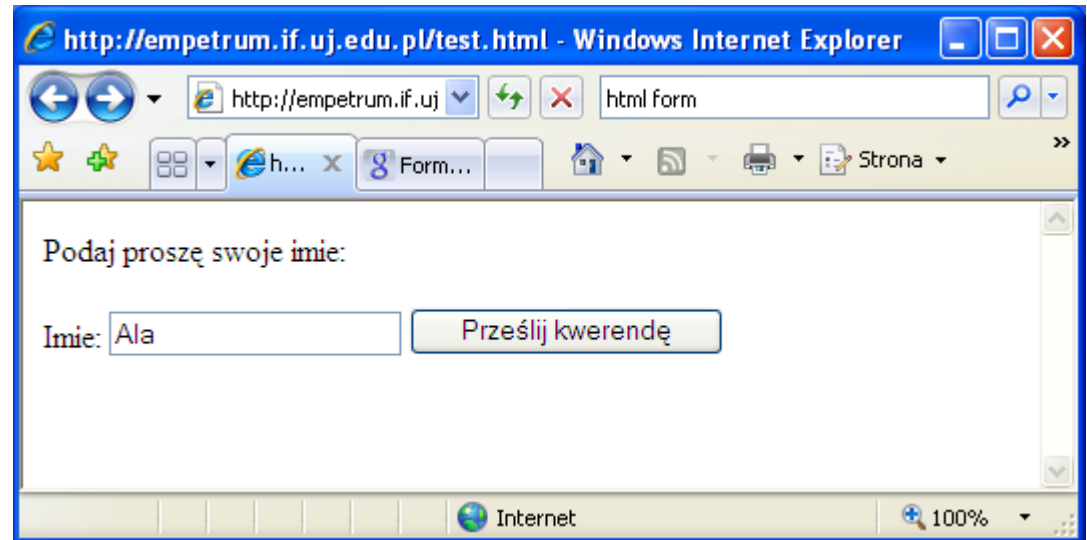 http://empetrum.if.uj.edu.pl/test.html - Windows Internet Explorer
http://empetrum.if.uj html form
h... x Form... Strona »
Podaj proszę swoje imie:
Imie: Ala Prześlij kwerendę
Internet 100%